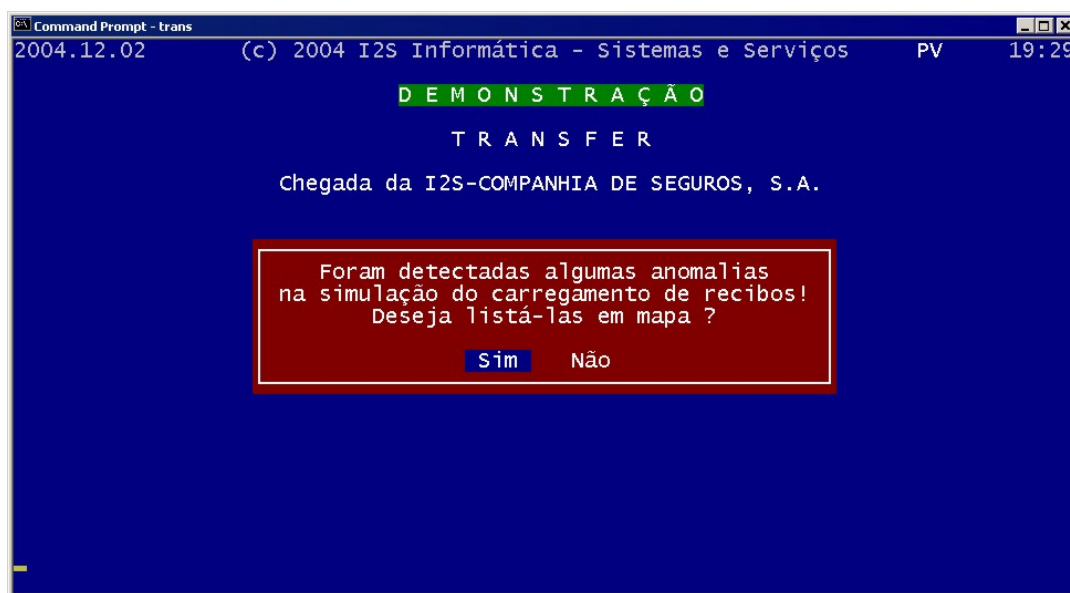 Command Prompt - trans
2004.12.02 (c) 2004 I2S Informática - Sistemas e Serviços PV 19:29
D E M O N S T R A Ç Ã O
T R A N S F E R
Chegada da I2S-COMPANHIA DE SEGUROS, S.A.
Foram detectadas algumas anomalias
na simulação do carregamento de recibos!
Deseja listá-las em mapa ?
Sim Não